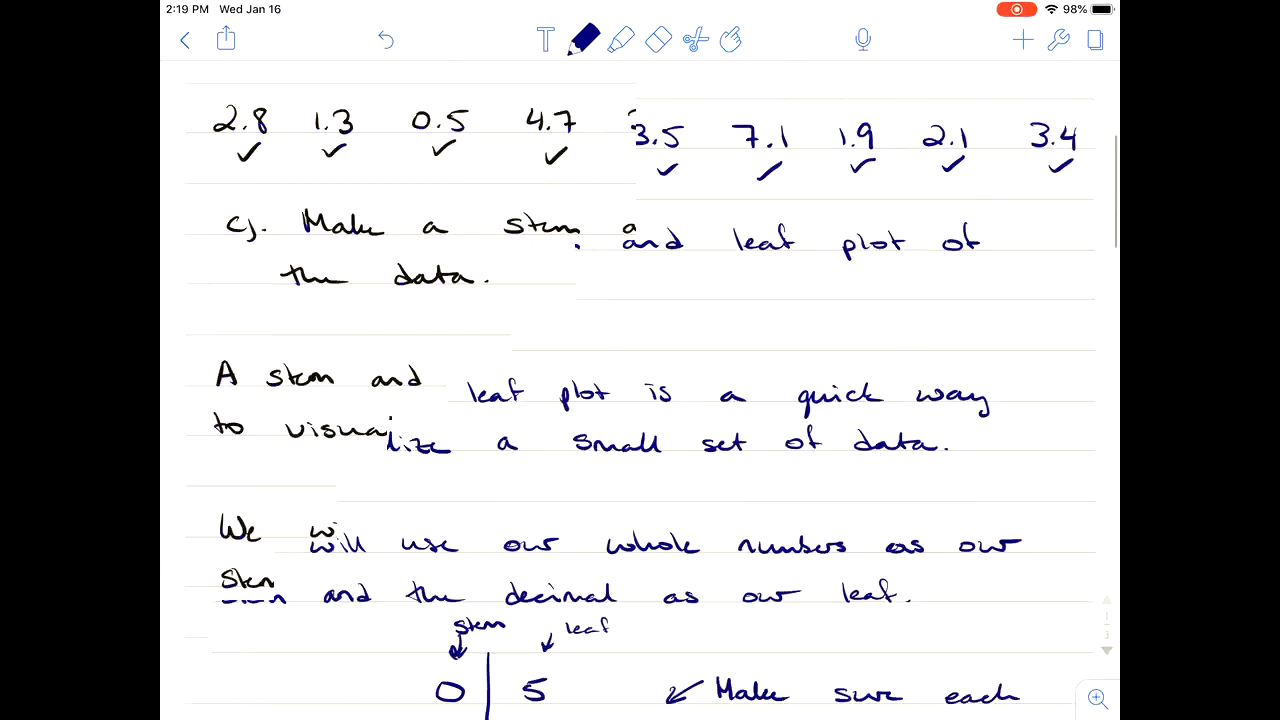 2:19 PM Wed Jan 16 98%
T
2.8 1.3 0.5 4.7 3.5 7.1 1.9 2.1 3.4
c). Make a stem and leaf plot of
the data.
A stem and leaf plot is a quick way
to visualize a small set of data.
We will use our whole numbers as our
stem and the decimal as our leaf.
stem leaf
0 | 5 Make sure each